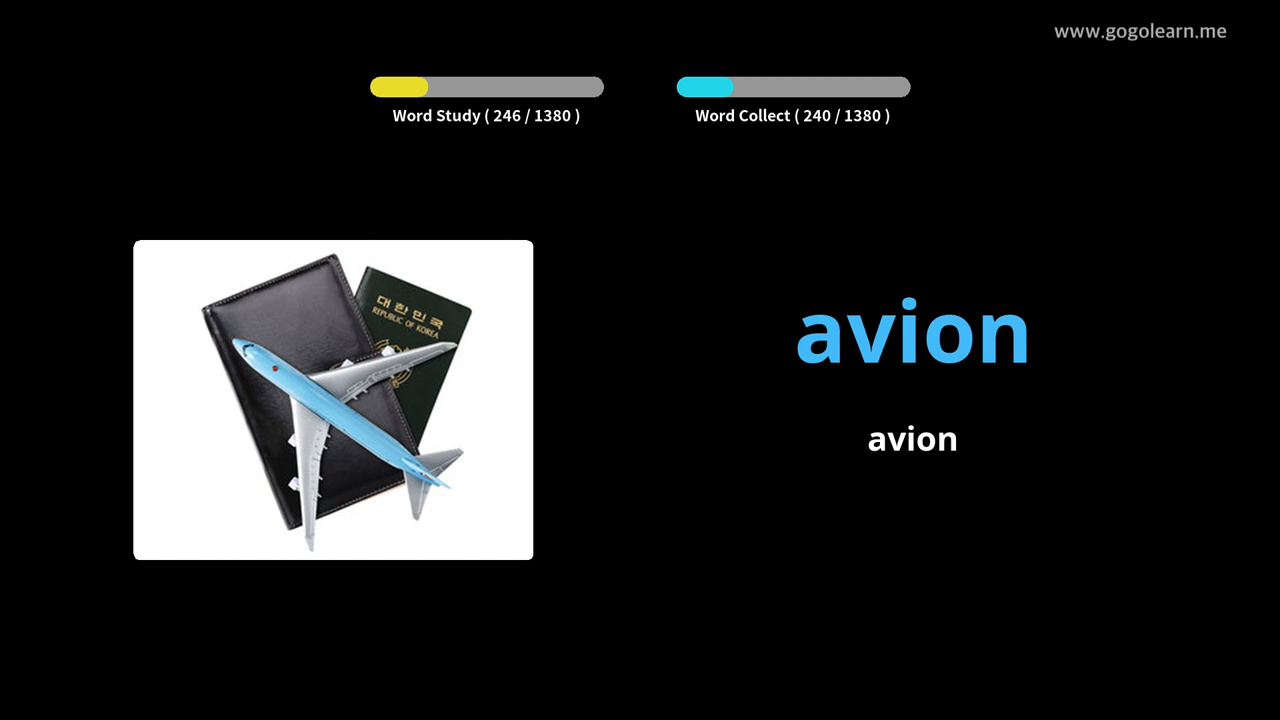 www.gogolearn.me
Word Study ( 246 / 1380 )
Word Collect ( 240 / 1380 )
대한민국
REPUBLIC OF KOREA
avion
avion